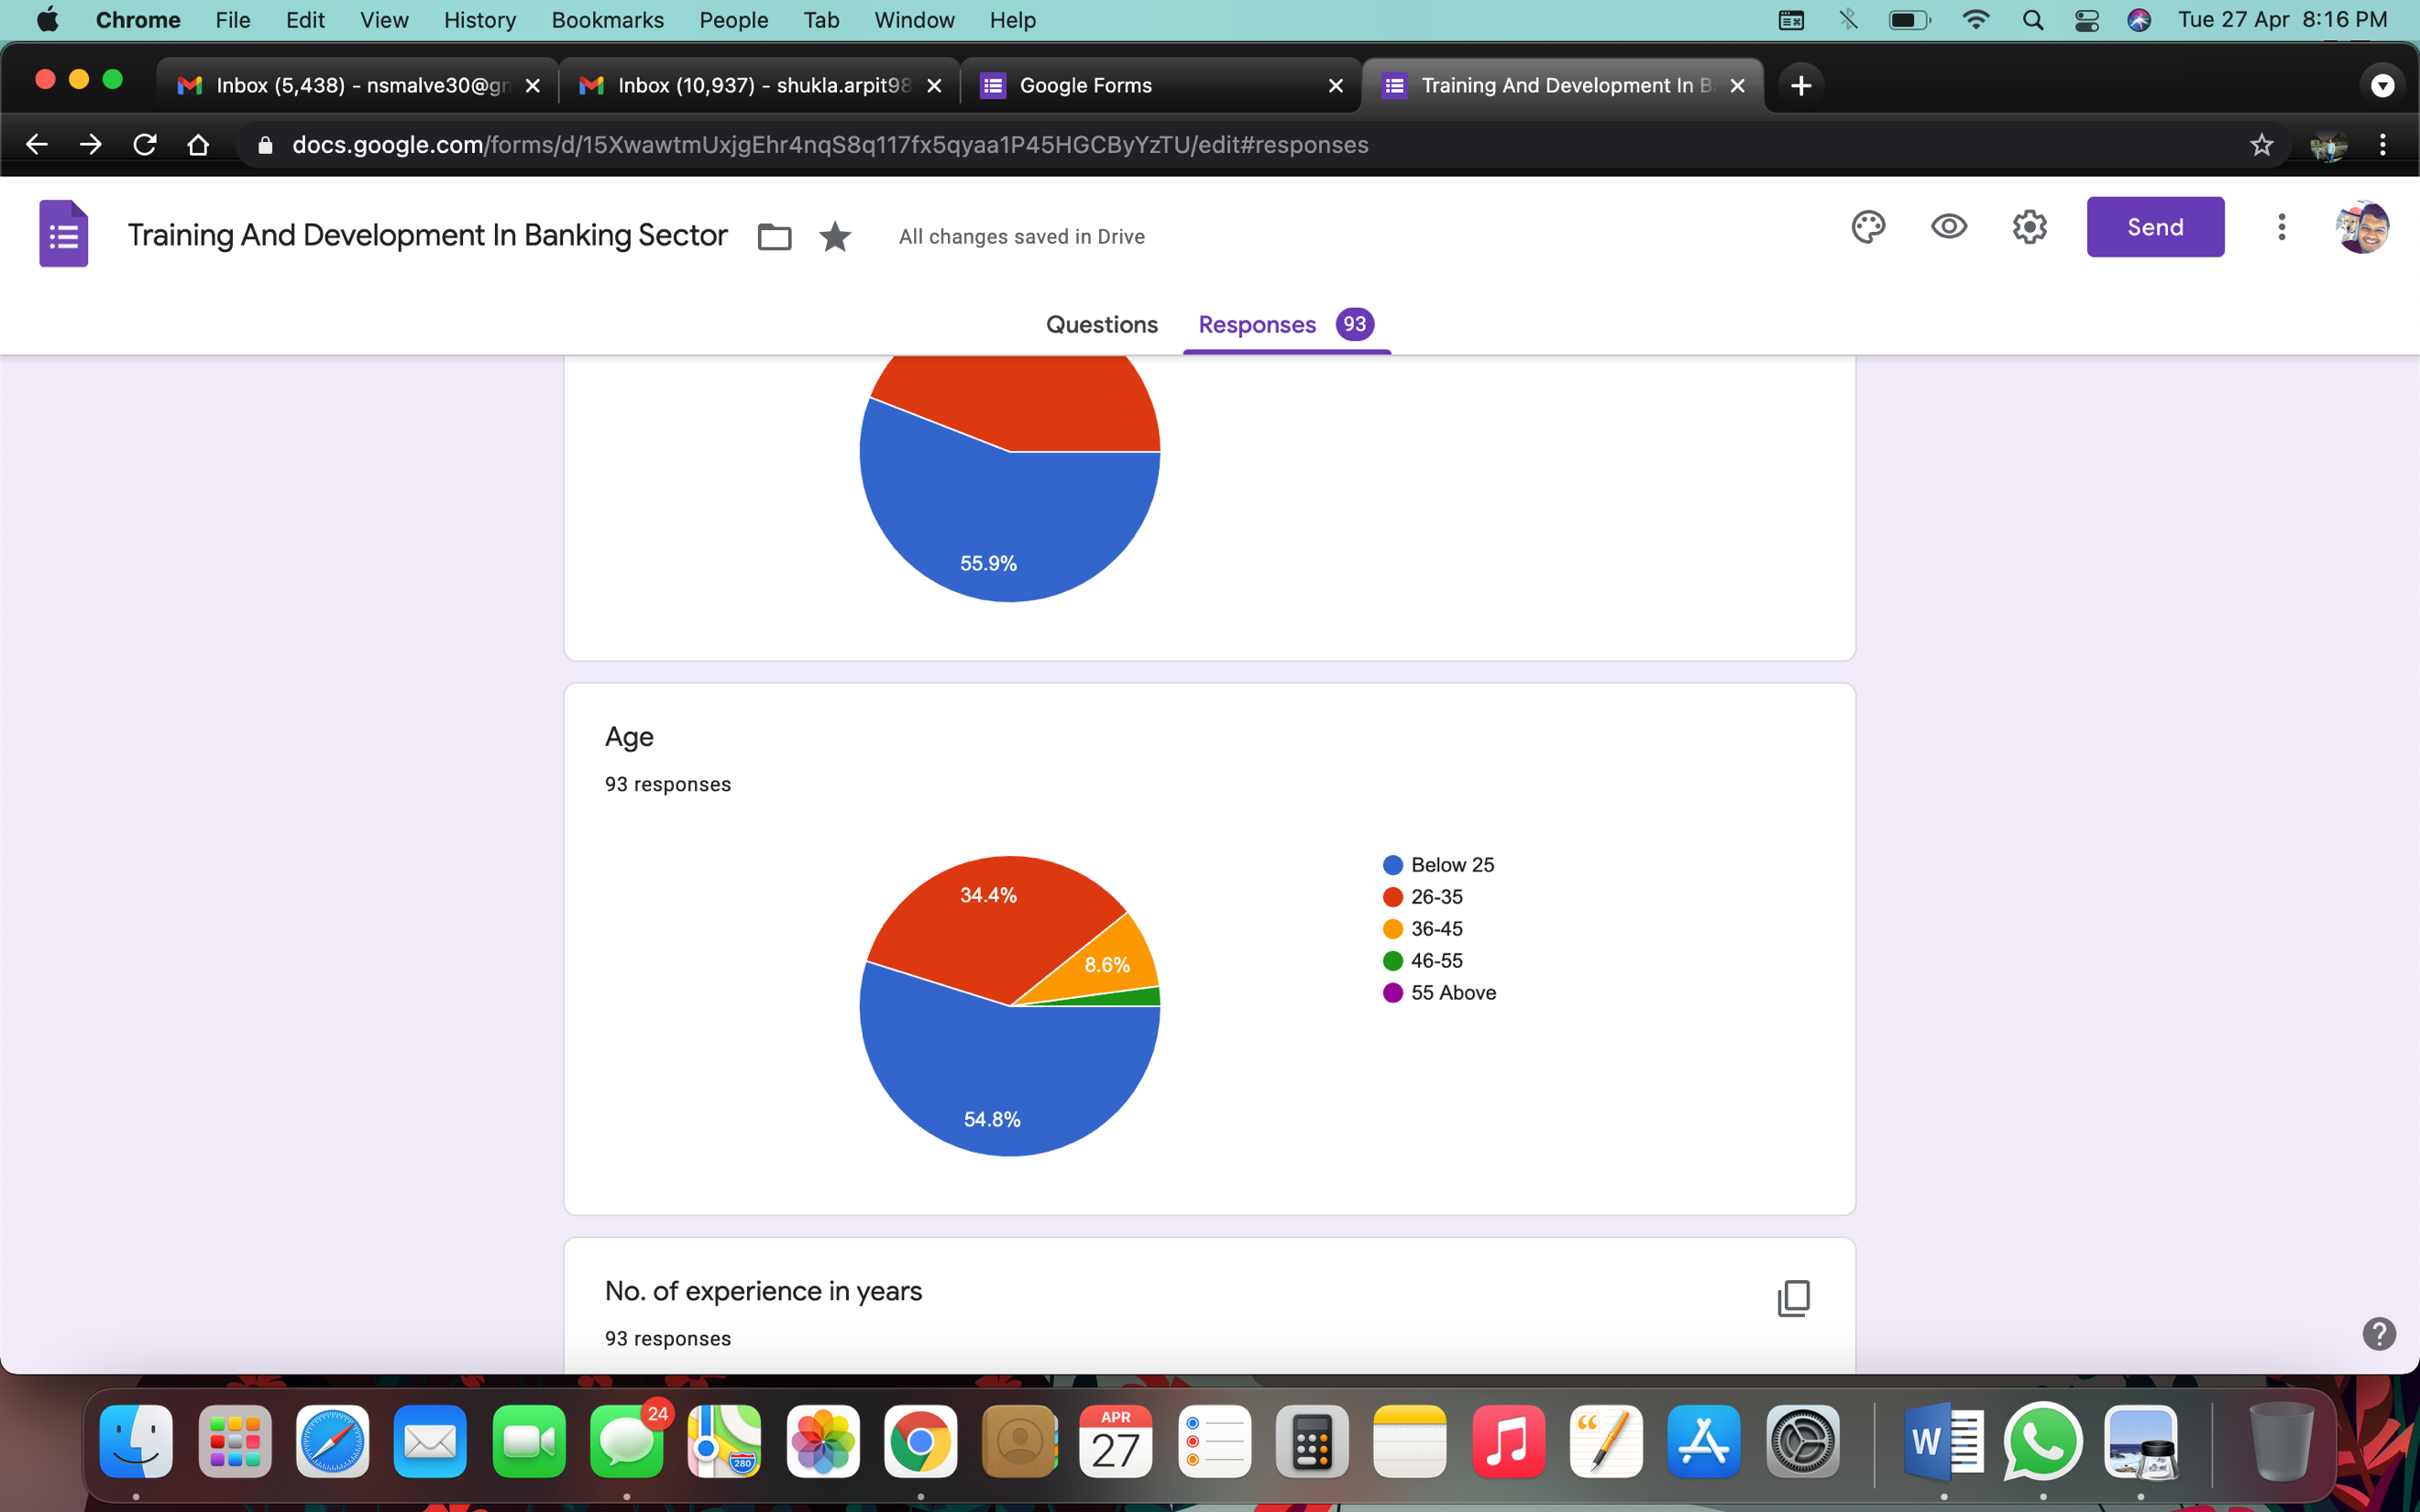 Chrome File Edit View History Bookmarks People Tab Window Help Tue 27 Apr 8:16 PM
Inbox (5,438) - nsmalve30@gm Inbox (10,937) - shukla.arpit98 Google Forms Training And Development In B
docs.google.com/forms/d/15XwawtmUxjgEhr4nqS8q117fx5qyaa1P45HGCByYzTU/edit#responses
Training And Development In Banking Sector All changes saved in Drive Send
Questions Responses 93
55.9%
Age
93 responses
34.4%
8.6%
54.8%
Below 25
26-35
36-45
46-55
55 Above
No. of experience in years
93 responses
24
APR
27
280
W